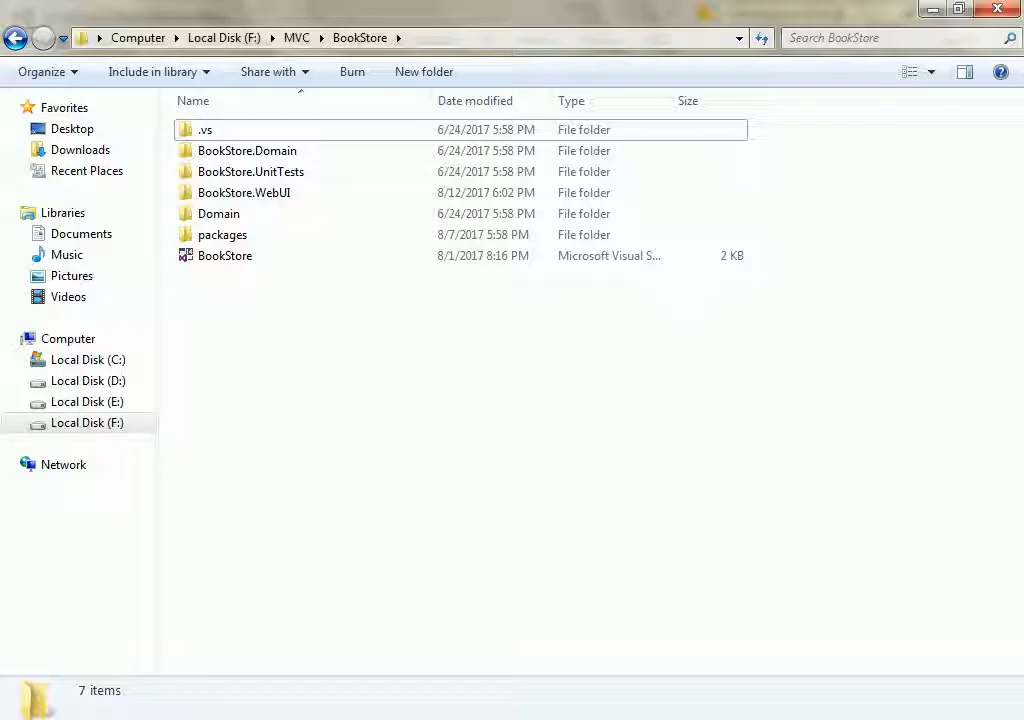 Computer Local Disk (F:) MVC BookStore Search BookStore
Organize Include in library Share with Burn New folder
Name Date modified Type Size
Favorites
Desktop
Downloads
Recent Places
Libraries
Documents
Music
Pictures
Videos
Computer
Local Disk (C:)
Local Disk (D:)
Local Disk (E:)
Local Disk (F:)
Network
.vs 6/24/2017 5:58 PM File folder
BookStore.Domain 6/24/2017 5:58 PM File folder
BookStore.UnitTests 6/24/2017 5:58 PM File folder
BookStore.WebUI 8/12/2017 6:02 PM File folder
Domain 6/24/2017 5:58 PM File folder
packages 8/7/2017 5:58 PM File folder
BookStore 8/1/2017 8:16 PM Microsoft Visual S... 2 KB
7 items